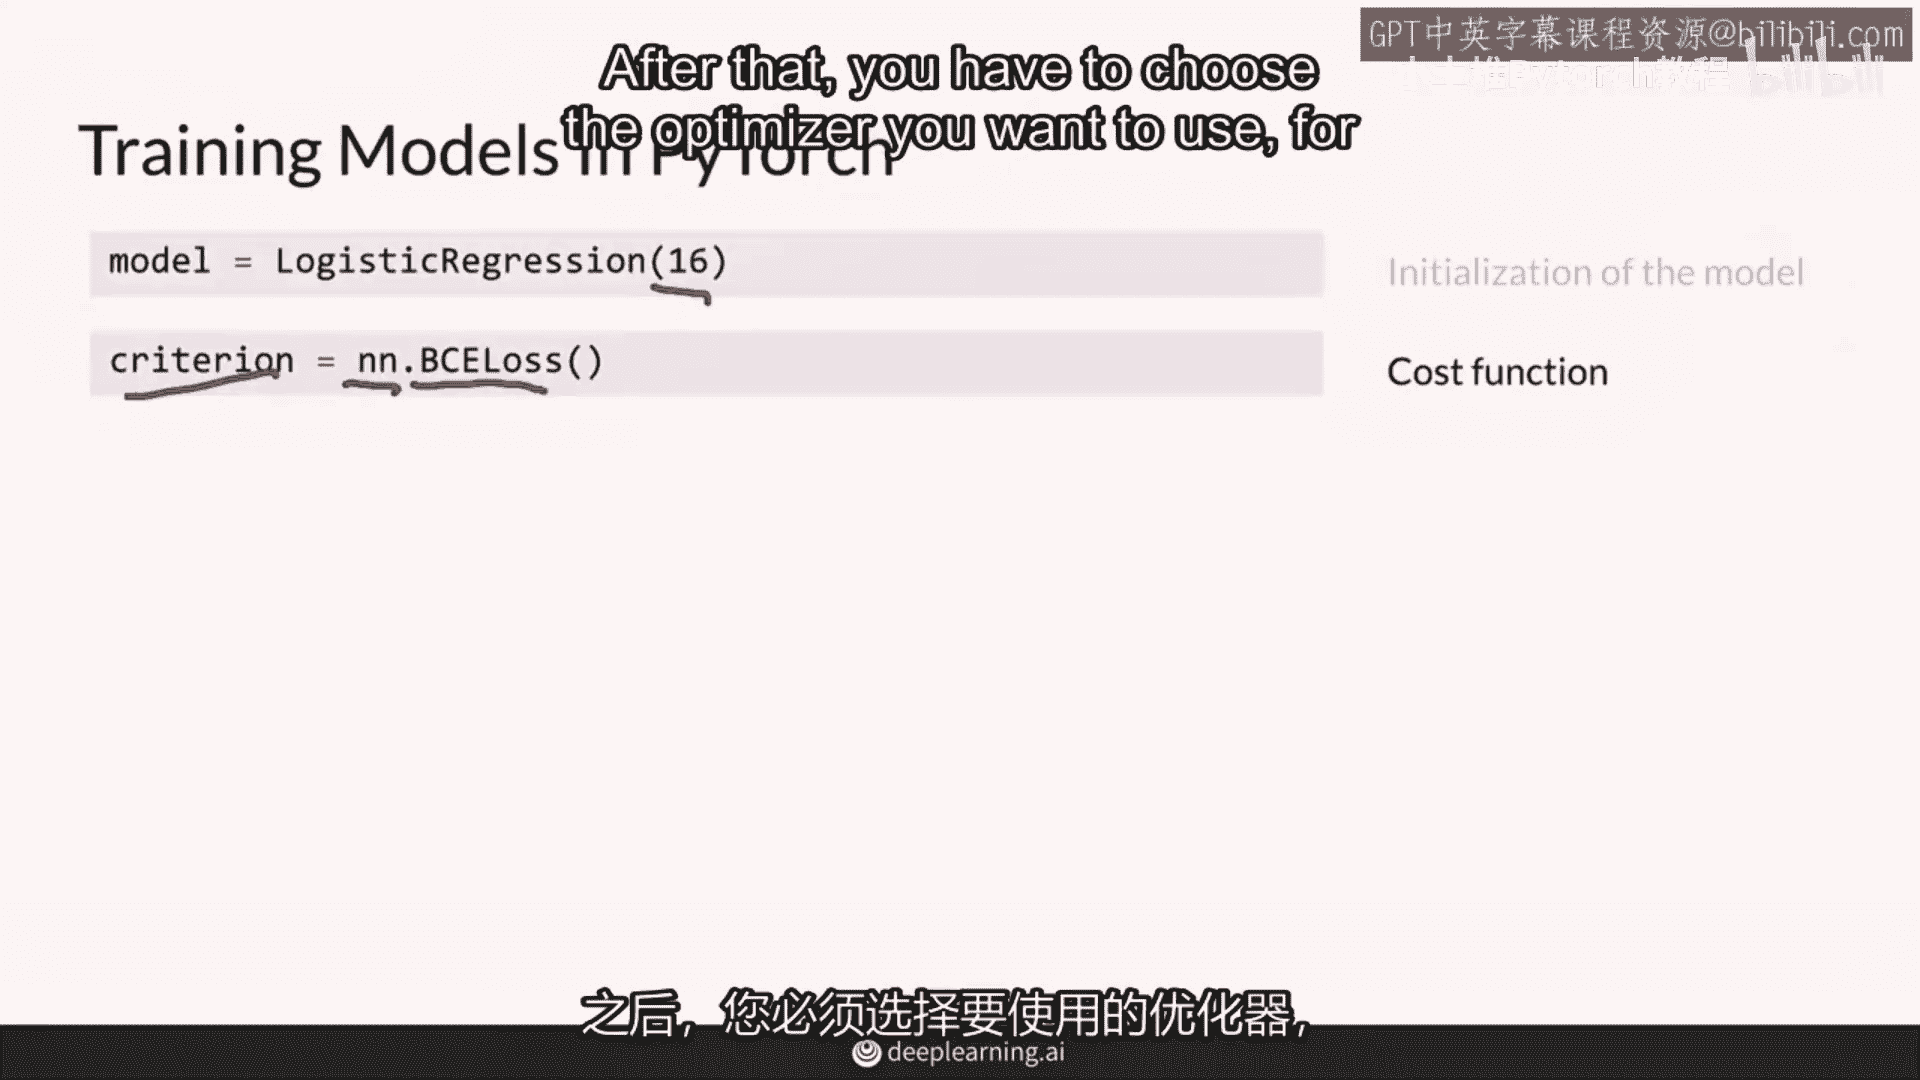 GPT中英字幕课程资源@bilibili.com
After that, you have to choose
the optimizer you want to use, for
Training Models in PyTorch
model = LogisticRegression(16)
Initialization of the model
criterion = nn.BCELoss()
Cost function
之后，您必须选择要使用的优化器，
deeplearning.ai